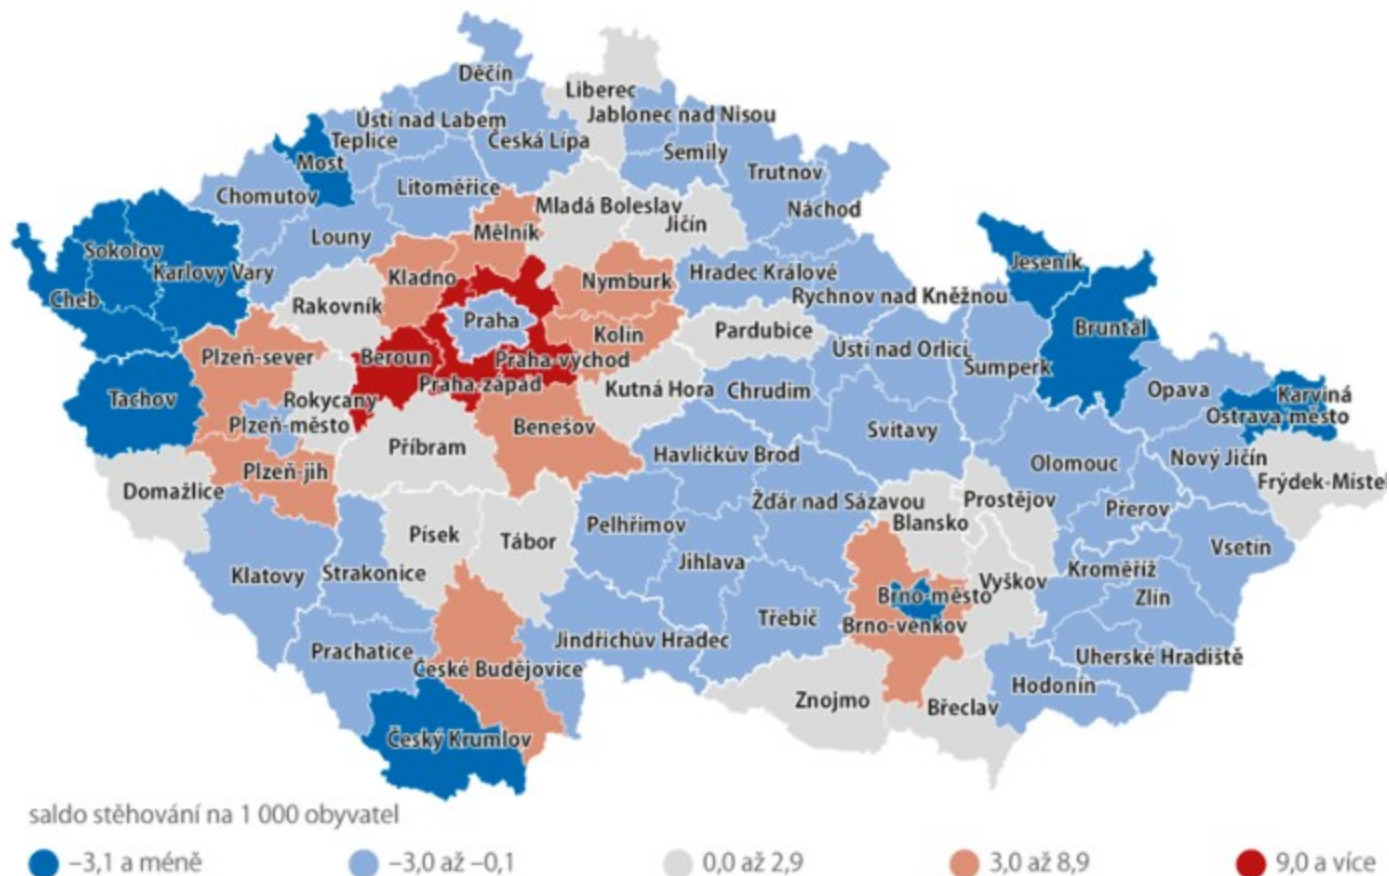 Děčín
Liberec
Jablonec nad Nisou
Ústí nad Labem
Teplice
Česká Lípa
Semily
Most
Trutnov
Chomutov
Litoměřice
Mladá Boleslav
Jičín
Náchod
Louny
Mělník
Sokolov
Karlovy Vary
Cheb
Kladno
Nymburk
Hradec Králové
Jeseník
Rychnov nad Kněžnou
Rakovník
Praha
Kolín
Pardubice
Bruntál
Plzeň-sever
Beroun
Praha-východ
Ústí nad Orlicí
Šumperk
Praha-západ
Kutná Hora
Chrudim
Opava
Karviná
Tachov
Rokycany
Ostrava-město
Plzeň-město
Benešov
Svitavy
Příbram
Havlíčkův Brod
Olomouc
Nový Jičín
Plzeň-jih
Frýdek-Místek
Domažlice
Žďár nad Sázavou
Prostějov
Přerov
Blansko
Pelhřimov
Písek
Tábor
Vsetín
Jihlava
Klatovy
Strakonice
Vyškov
Kroměříž
Brno-město
Zlín
Třebíč
Brno-venkov
Jindřichův Hradec
Prachatice
Uherské Hradiště
České Budějovice
Hodonín
Znojmo
Břeclav
Český Krumlov
saldo stěhování na 1 000 obyvatel
–3,1 a méně
–3,0 až –0,1
0,0 až 2,9
3,0 až 8,9
9,0 a více